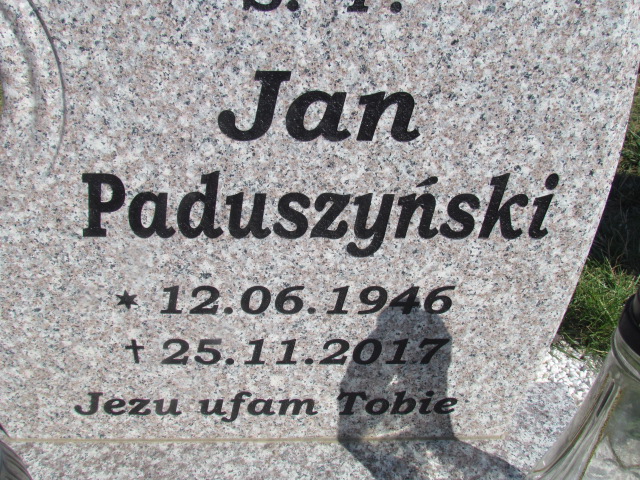 Ś. P.
Jan
Paduszyński
* 12.06.1946
† 25.11.2017
Jezu ufam Tobie